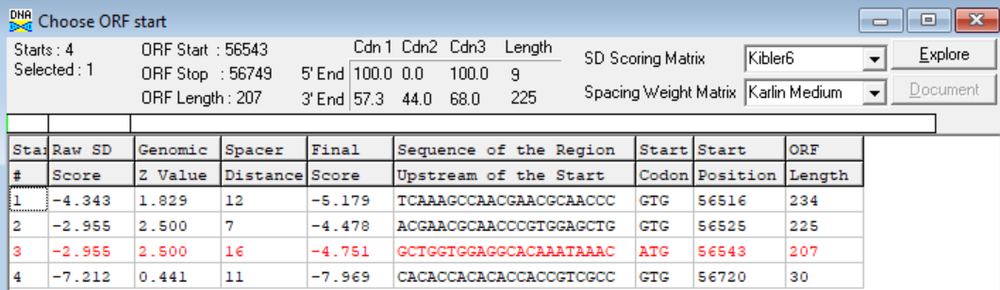 DNA Choose ORF start
Starts : 4 ORF Start : 56543 Cdn 1 Cdn2 Cdn3 Length SD Scoring Matrix Kibler6 Explore
Selected : 1 ORF Stop : 56749 5' End 100.0 0.0 100.0 9
ORF Length : 207 3' End 57.3 44.0 68.0 225 Spacing Weight Matrix Karlin Medium Document
Star Raw SD Genomic Spacer Final Sequence of the Region Start Start ORF
# Score Z Value Distance Score Upstream of the Start Codon Position Length
1 -4.343 1.829 12 -5.179 TCAAAGCCAACGAACGCAACCC GTG 56516 234
2 -2.955 2.500 7 -4.478 ACGAACGCAACCCGTGGAGCTG GTG 56525 225
3 -2.955 2.500 16 -4.751 GCTGGTGGAGGCACAAATAAAC ATG 56543 207
4 -7.212 0.441 11 -7.969 CACACCACACACCACCGTCGCC GTG 56720 30